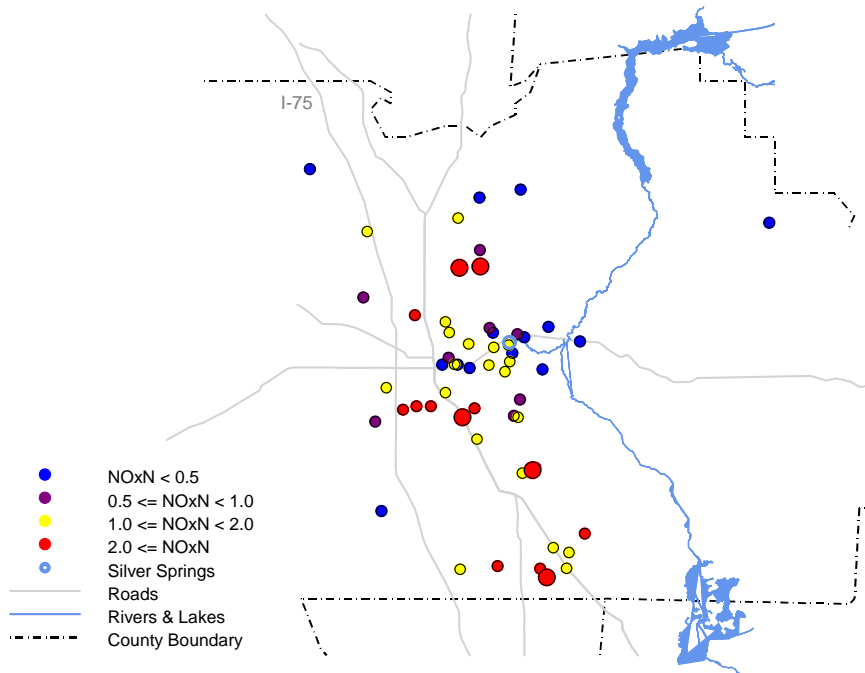 I-75
NOxN < 0.5
0.5 <= NOxN < 1.0
1.0 <= NOxN < 2.0
2.0 <= NOxN
Silver Springs
Roads
Rivers & Lakes
County Boundary